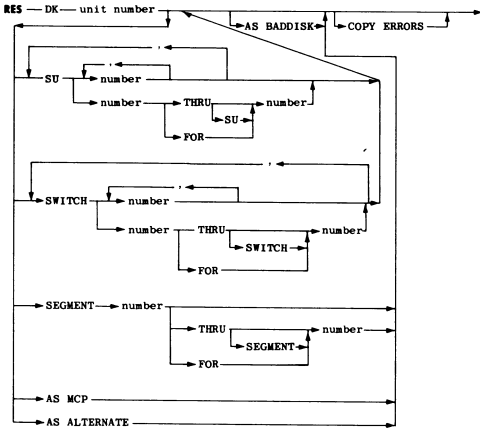 RES — DK — unit number
AS BADDISK
COPY ERRORS
,
, ,
SU number
number THRU number
SU
FOR
,
,
SWITCH number
number THRU number
SWITCH
FOR
SEGMENT number
THRU number
SEGMENT
FOR
AS MCP
AS ALTERNATE